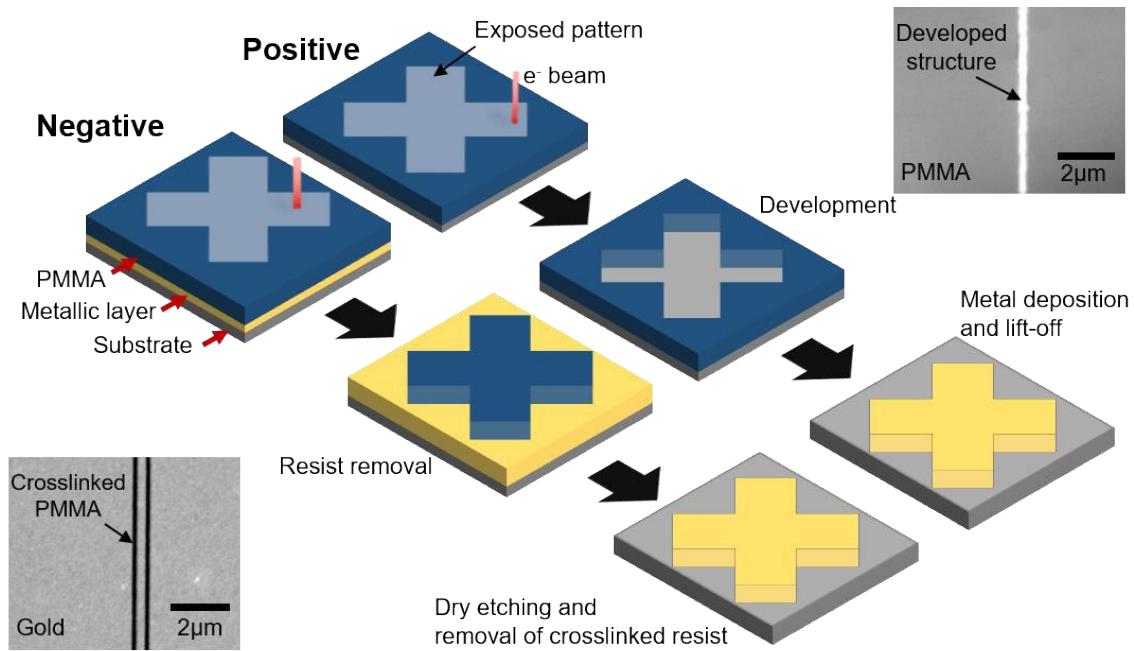 Positive
Exposed pattern
e- beam
Developed
structure
PMMA
2μm
Negative
PMMA
Metallic layer
Substrate
Development
Resist removal
Metal deposition
and lift-off
Crosslinked
PMMA
Gold
2μm
Dry etching and
removal of crosslinked resist